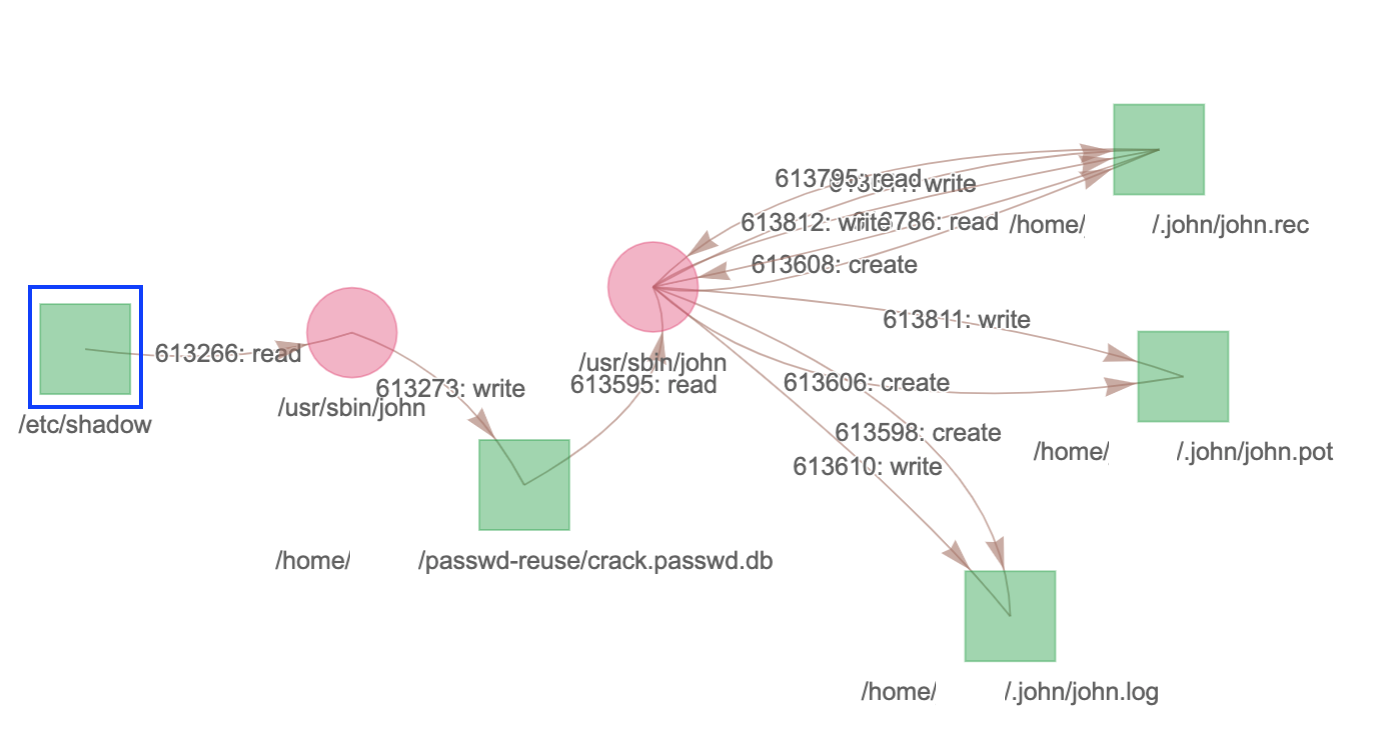 613795: read
write
613812: write
786: read
/home/ /.john/john.rec
613608: create
613811: write
613266: read
/usr/sbin/john
613595: read
613606: create
613273: write
/usr/sbin/john
/etc/shadow
613598: create
/home/ /.john/john.pot
613610: write
/home/ /passwd-reuse/crack.passwd.db
/home/ /.john/john.log